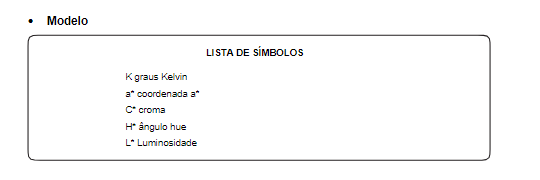 • Modelo
LISTA DE SÍMBOLOS
K graus Kelvin
a* coordenada a*
C* croma
H* ângulo hue
L* Luminosidade